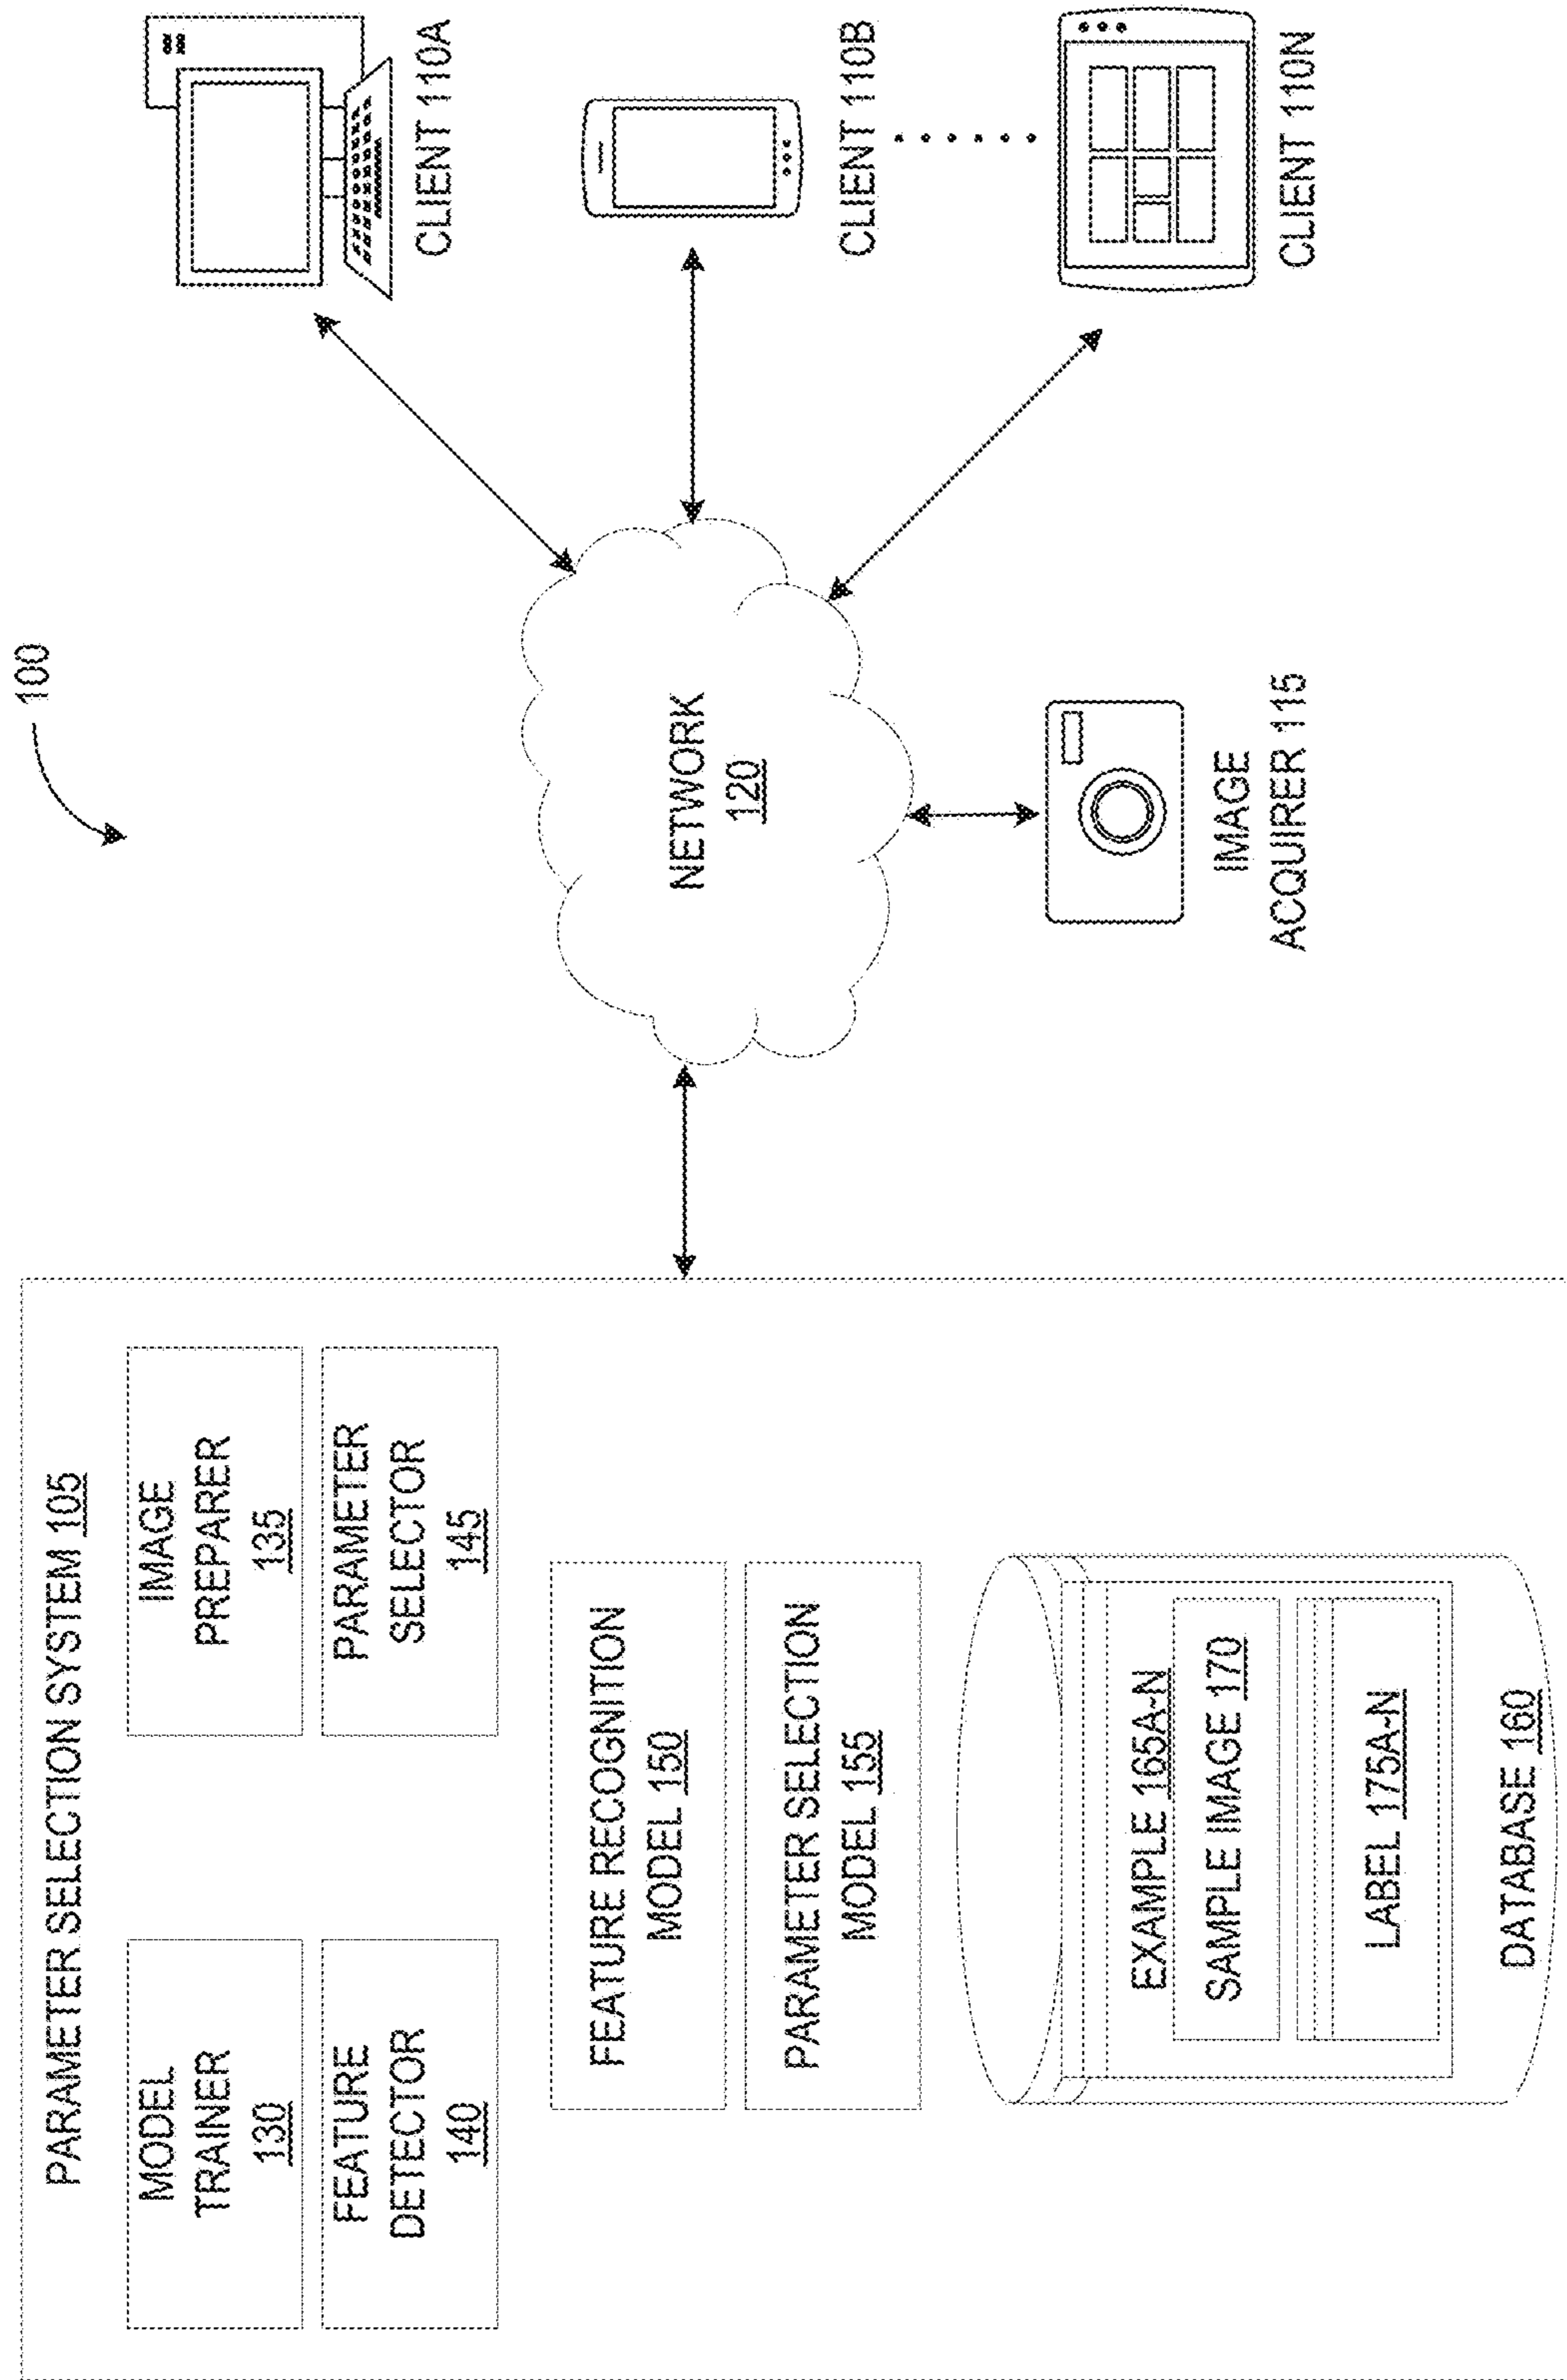 100
PARAMETER SELECTION SYSTEM 105
MODEL
TRAINER
130
IMAGE
PREPARER
135
FEATURE
DETECTOR
140
PARAMETER
SELECTOR
145
FEATURE RECOGNITION
MODEL 150
PARAMETER SELECTION
MODEL 155
EXAMPLE 165A-N
SAMPLE IMAGE 170
LABEL 175A-N
DATABASE 160
NETWORK
120
IMAGE
ACQUIRER 115
CLIENT 110A
CLIENT 110B
CLIENT 110N